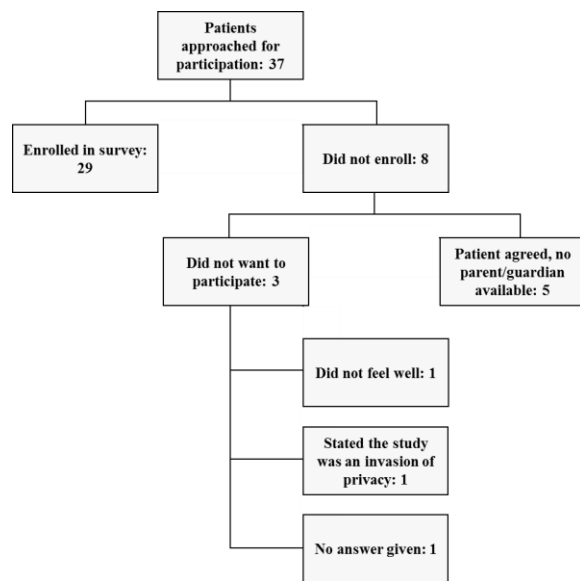 Patients
approached for
participation: 37
Enrolled in survey:
29
Did not enroll: 8
Did not want to
participate: 3
Patient agreed, no
parent/guardian
available: 5
Did not feel well: 1
Stated the study
was an invasion of
privacy: 1
No answer given: 1